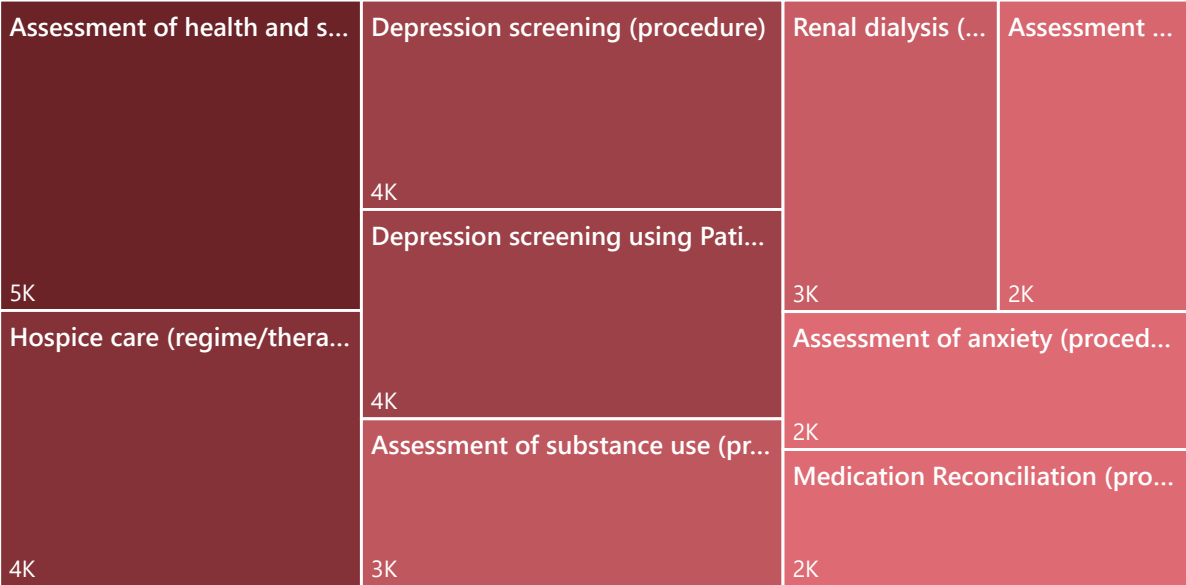 Assessment of health and s...
5K
Hospice care (regime/thera...
4K
Depression screening (procedure)
4K
Depression screening using Pati...
4K
Assessment of substance use (pr...
3K
Renal dialysis (...
3K
Assessment ...
2K
Assessment of anxiety (proced...
2K
Medication Reconciliation (pro...
2K